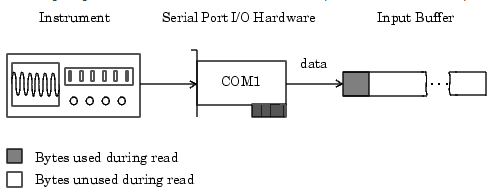 Instrument
Serial Port I/O Hardware
Input Buffer
data
COM1
Bytes used during read
Bytes unused during read